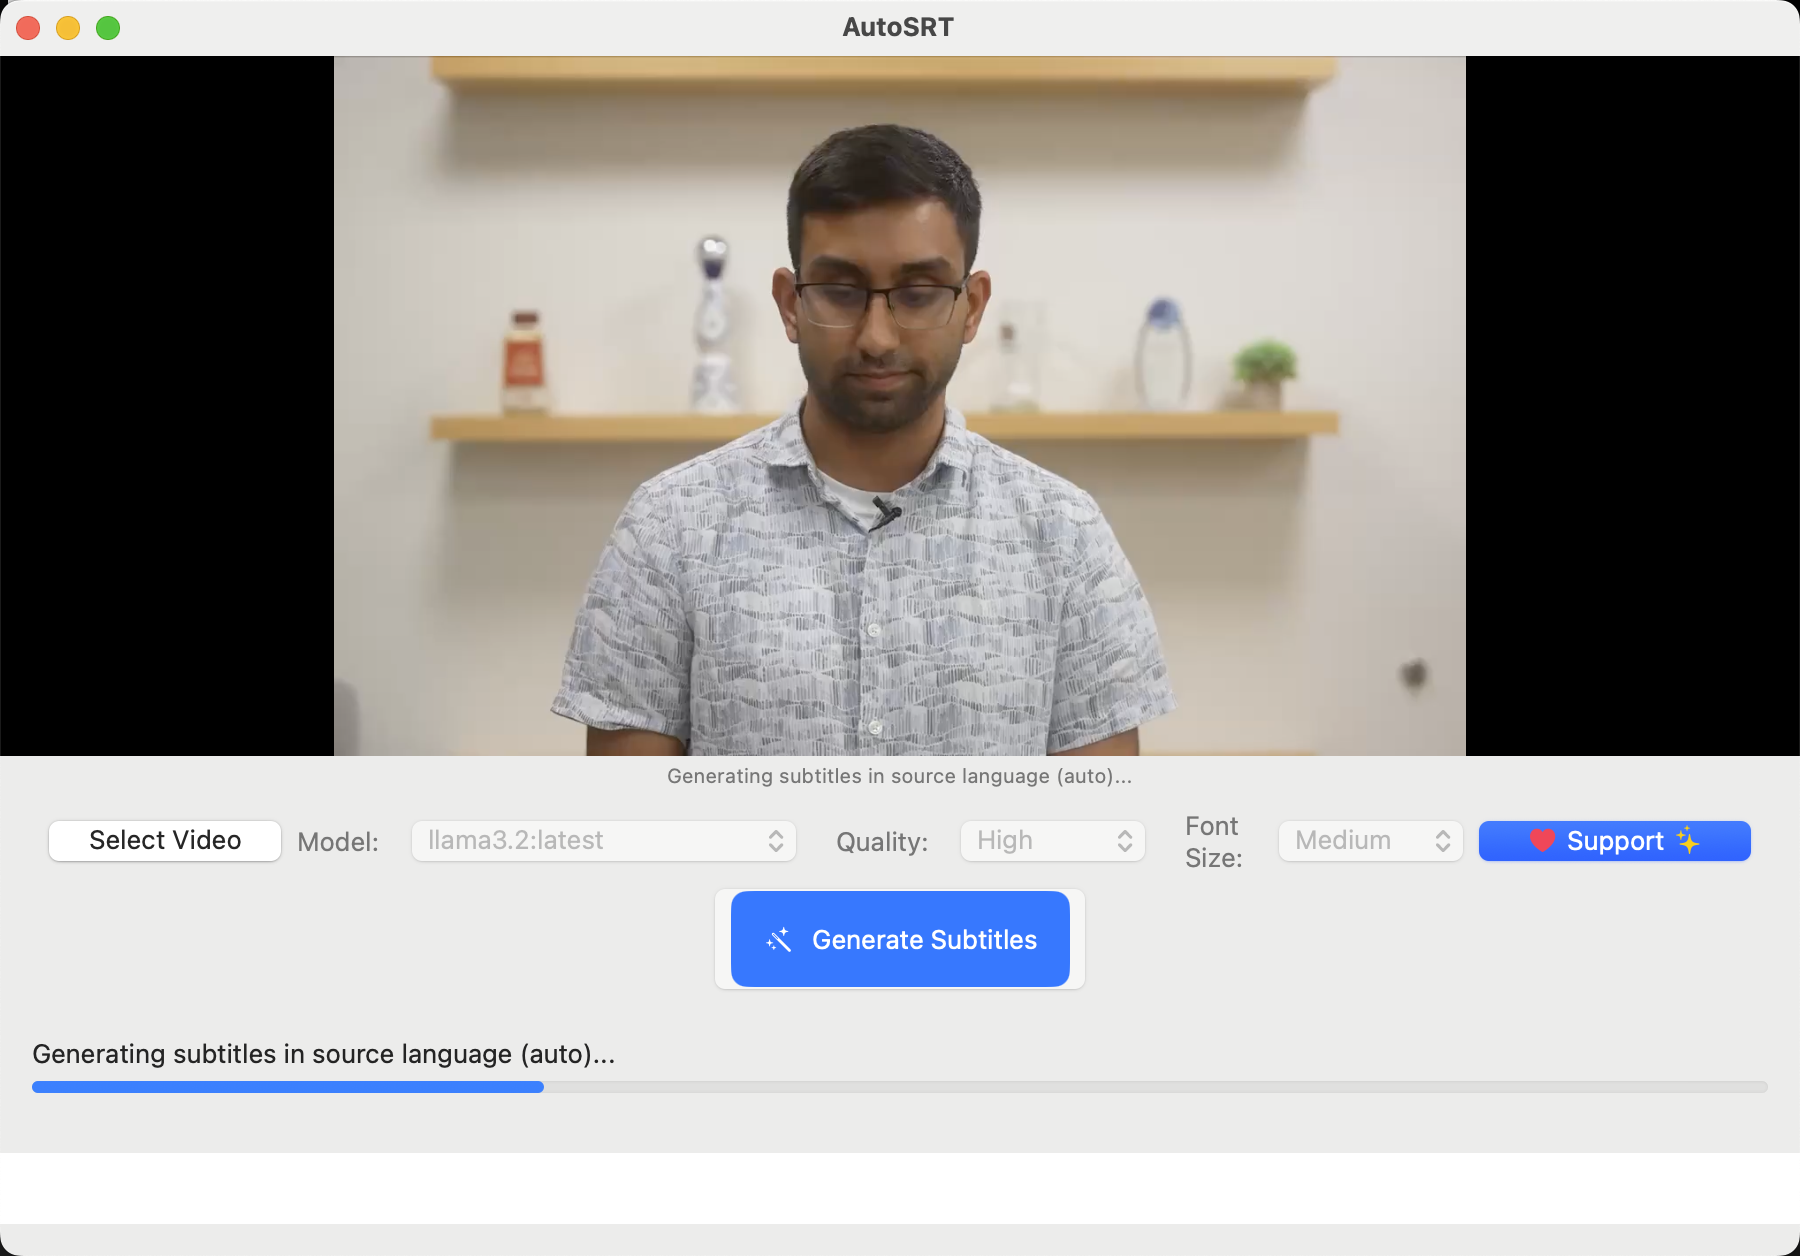 AutoSRT
Generating subtitles in source language (auto)...
Select Video
Model:
llama3.2:latest
Quality:
High
Font
Size:
Medium
❤️ Support ✨
Generate Subtitles
Generating subtitles in source language (auto)...